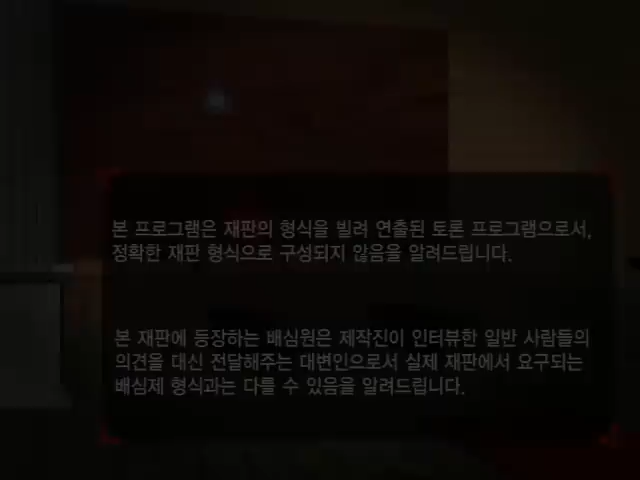 본 프로그램은 재판의 형식을 빌려 연출된 토론 프로그램으로서,
정확한 재판 형식으로 구성되지 않음을 알려드립니다.
본 재판에 등장하는 배심원은 제작진이 인터뷰한 일반 사람들의
의견을 대신 전달해주는 대변인으로서 실제 재판에서 요구되는
배심제 형식과는 다를 수 있음을 알려드립니다.